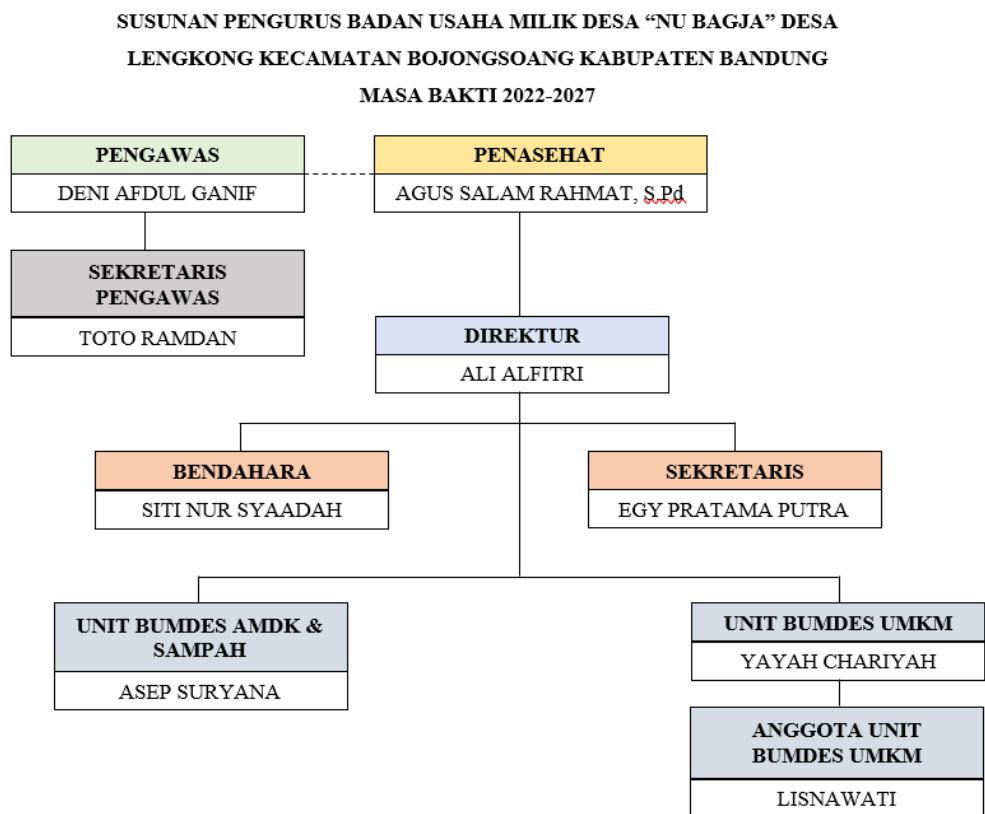 SUSUNAN PENGURUS BADAN USAHA MILIK DESA “NU BAGJA” DESA
LENGKONG KECAMATAN BOJONGSOANG KABUPATEN BANDUNG
MASA BAKTI 2022-2027
PENGAWAS
DENI AFDUL GANIF
PENASEHAT
AGUS SALAM RAHMAT, S.Pd
SEKRETARIS
PENGAWAS
TOTO RAMDAN
DIREKTUR
ALI ALFITRI
BENDAHARA
SITI NUR SYAADAH
SEKRETARIS
EGY PRATAMA PUTRA
UNIT BUMDES AMDK &
SAMPAH
ASEP SURYANA
UNIT BUMDES UMKM
YAYAH CHARIYAH
ANGGOTA UNIT
BUMDES UMKM
LISNAWATI